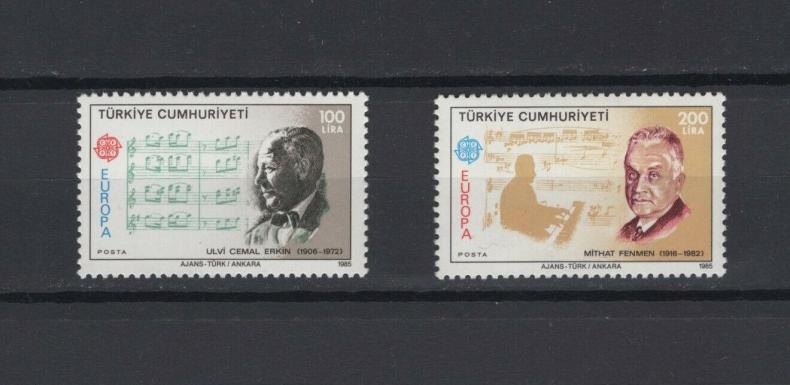 TÜRKİYE CUMHURİYETİ
100
LİRA
EUROPA
POSTA
ULVİ CEMAL ERKİN (1906-1972)
AJANS-TÜRK / ANKARA
1985
TÜRKİYE CUMHURİYETİ
200
LİRA
EUROPA
POSTA
MİTHAT FENMEN (1916-1982)
AJANS-TÜRK / ANKARA
1985